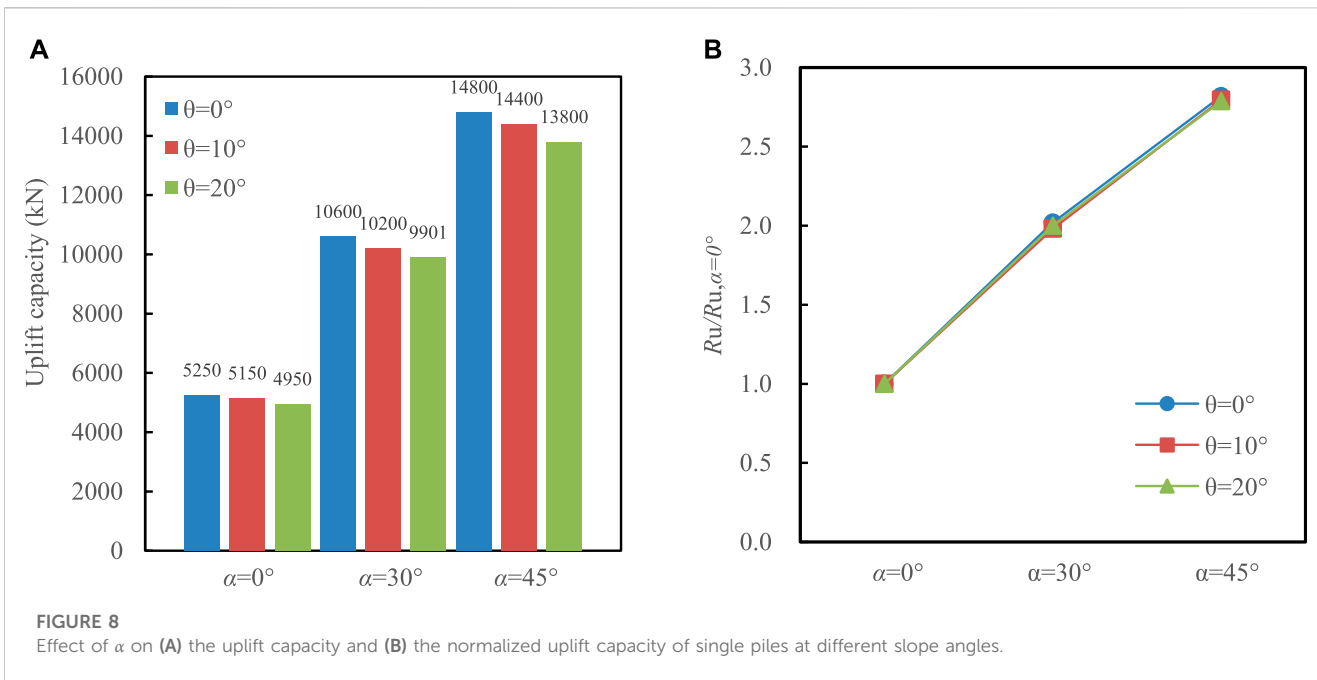 A
16000
14000
12000
10000
8000
6000
4000
2000
0
Uplift capacity (kN)
θ=0°
θ=10°
θ=20°
5250
5150
4950
10600
10200
9901
14800
14400
13800
α=0°
α=30°
α=45°
B
3.0
2.5
2.0
1.5
1.0
0.5
0.0
Ru/Ru,α=0°
θ=0°
θ=10°
θ=20°
α=0°
α=30°
α=45°
FIGURE 8
Effect of α on (A) the uplift capacity and (B) the normalized uplift capacity of single piles at different slope angles.